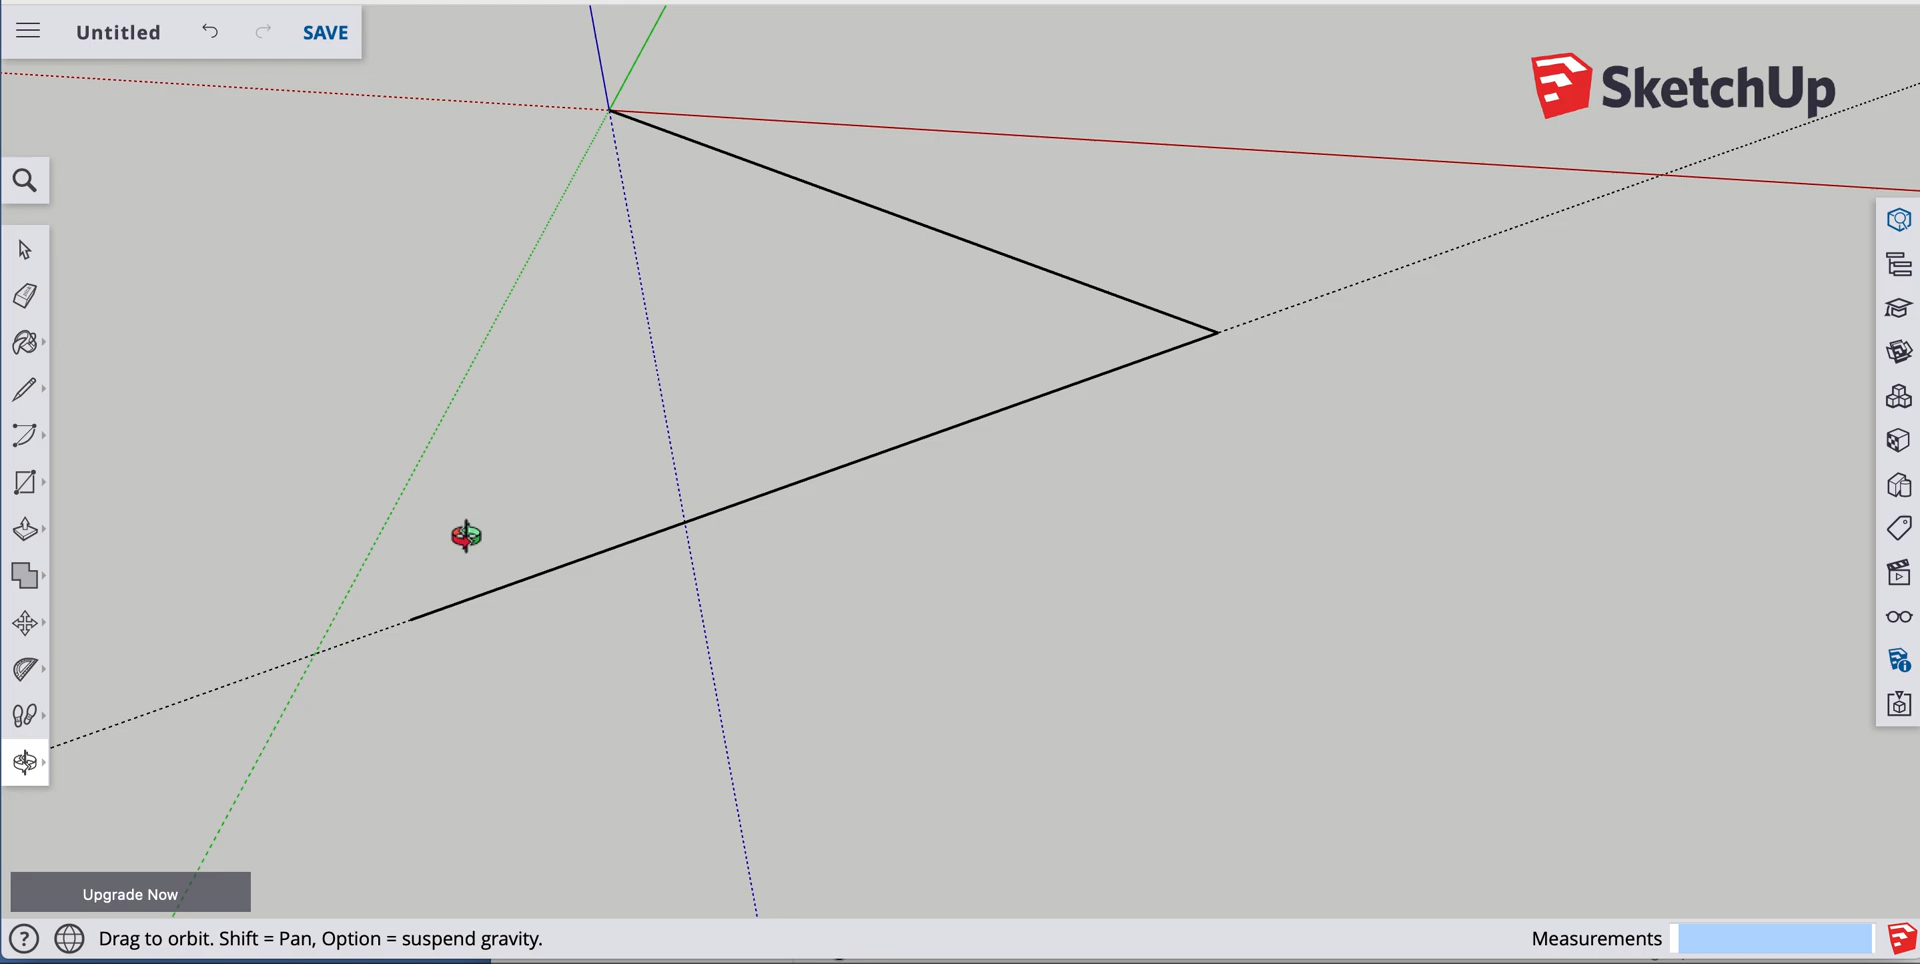 Untitled
SAVE
SketchUp
Upgrade Now
Drag to orbit. Shift = Pan, Option = suspend gravity.
Measurements